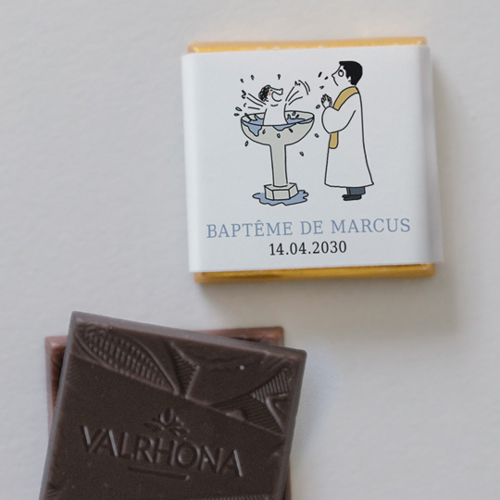 BAPTÊME DE MARCUS
14.04.2030
VALRHONA